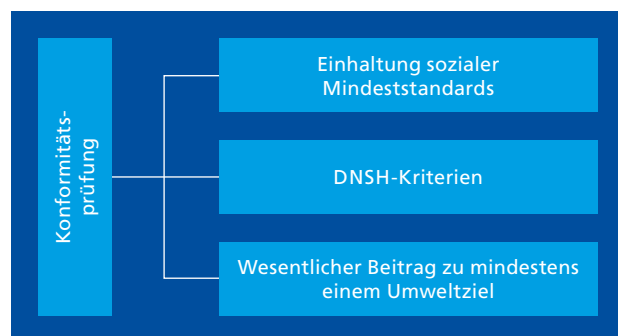 Konformitäts-
prüfung
Einhaltung sozialer
Mindeststandards
DNSH-Kriterien
Wesentlicher Beitrag zu mindestens
einem Umweltziel